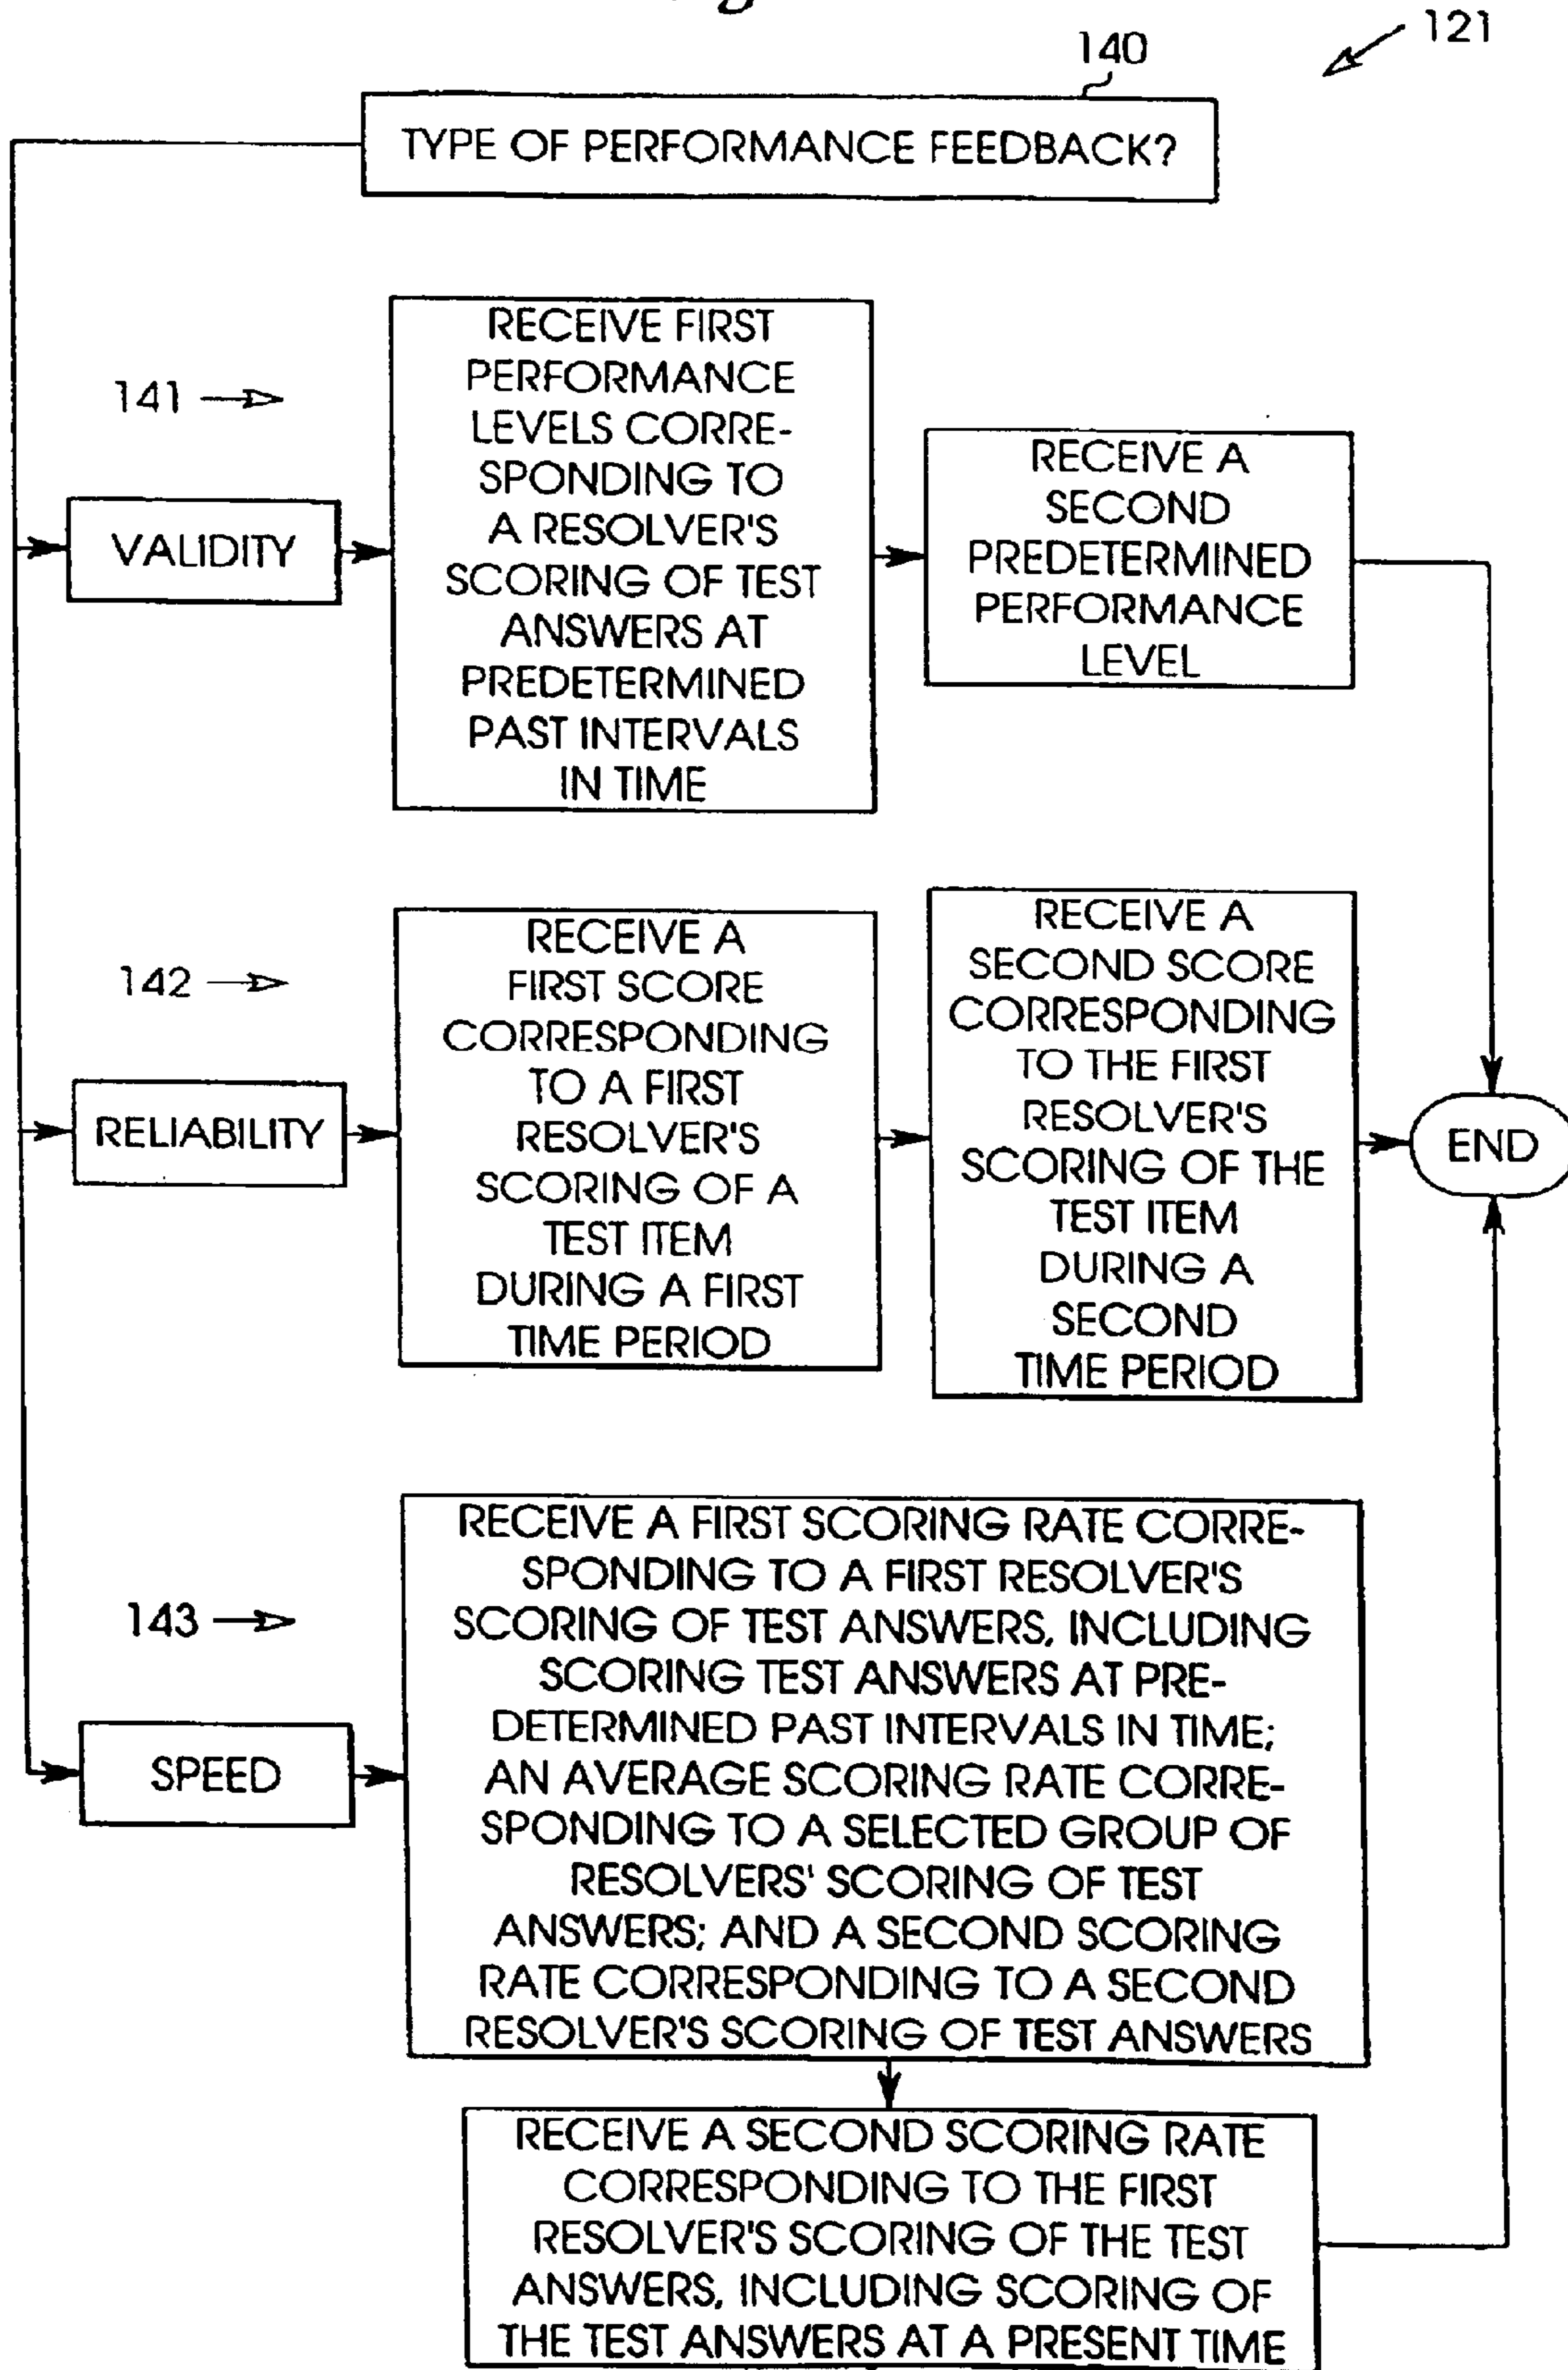 121
140
TYPE OF PERFORMANCE FEEDBACK?
141
VALIDITY
RECEIVE FIRST
PERFORMANCE
LEVELS CORRE-
SPONDING TO
A RESOLVER'S
SCORING OF TEST
ANSWERS AT
PREDETERMINED
PAST INTERVALS
IN TIME
RECEIVE A
SECOND
PREDETERMINED
PERFORMANCE
LEVEL
142
RELIABILITY
RECEIVE A
FIRST SCORE
CORRESPONDING
TO A FIRST
RESOLVER'S
SCORING OF A
TEST ITEM
DURING A FIRST
TIME PERIOD
RECEIVE A
SECOND SCORE
CORRESPONDING
TO THE FIRST
RESOLVER'S
SCORING OF THE
TEST ITEM
DURING A
SECOND
TIME PERIOD
END
143
SPEED
RECEIVE A FIRST SCORING RATE CORRE-
SPONDING TO A FIRST RESOLVER'S
SCORING OF TEST ANSWERS, INCLUDING
SCORING TEST ANSWERS AT PRE-
DETERMINED PAST INTERVALS IN TIME;
AN AVERAGE SCORING RATE CORRE-
SPONDING TO A SELECTED GROUP OF
RESOLVERS' SCORING OF TEST
ANSWERS; AND A SECOND SCORING
RATE CORRESPONDING TO A SECOND
RESOLVER'S SCORING OF TEST ANSWERS
RECEIVE A SECOND SCORING RATE
CORRESPONDING TO THE FIRST
RESOLVER'S SCORING OF THE TEST
ANSWERS, INCLUDING SCORING OF
THE TEST ANSWERS AT A PRESENT TIME